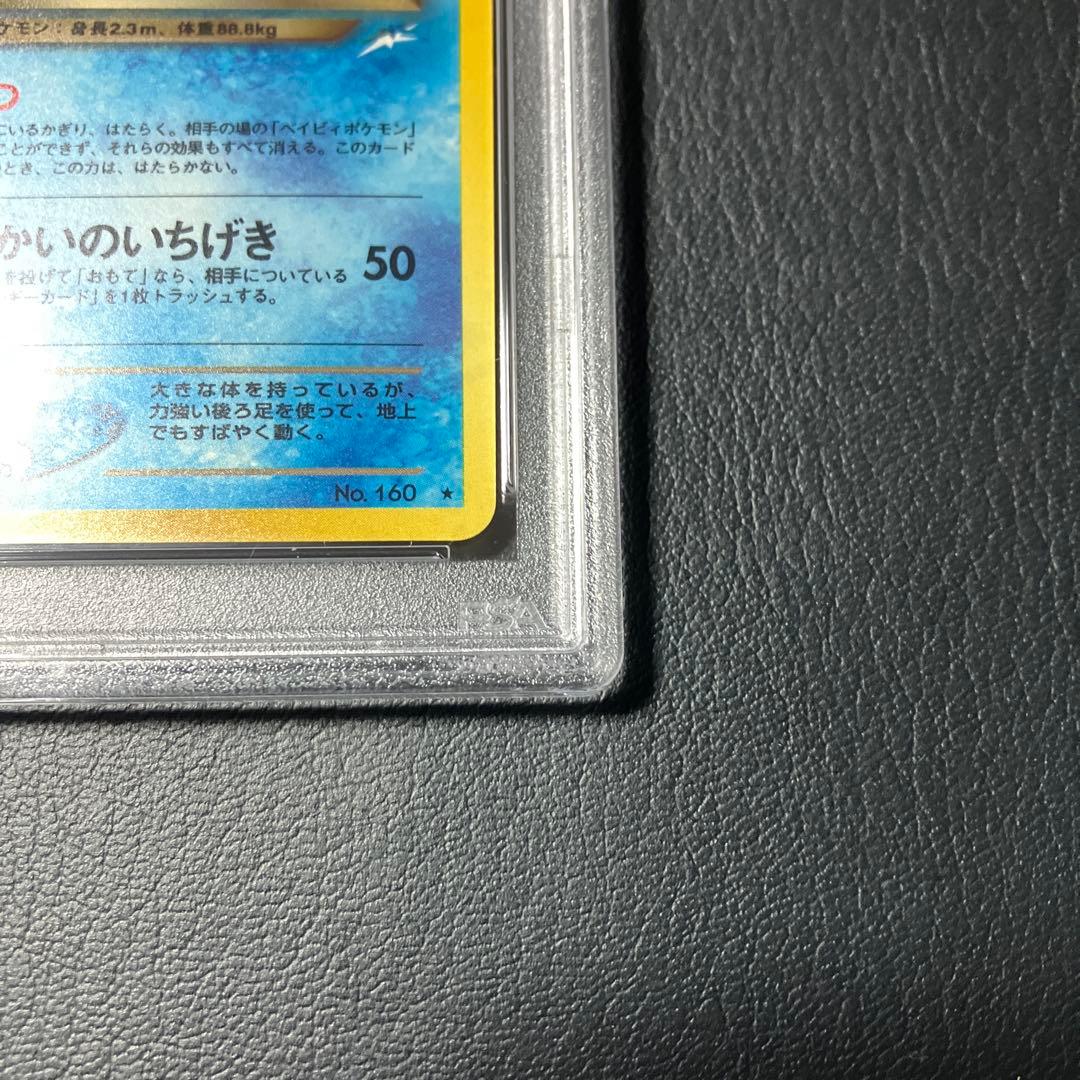 ケモン：身長2.3m、体重88.8kg
いるかぎり、はたらく。相手の場の「ベイビィポケモン」
ことができず、それらの効果もすべて消える。このカード
とき、この力は、はたらかない。
かいのいちげき 50
を投げて「おもて」なら、相手についている
ギーカード」を1枚トラッシュする。
大きな体を持っているが、
力強い後ろ足を使って、地上
でもすばやく動く。
No. 160 ★
PSA